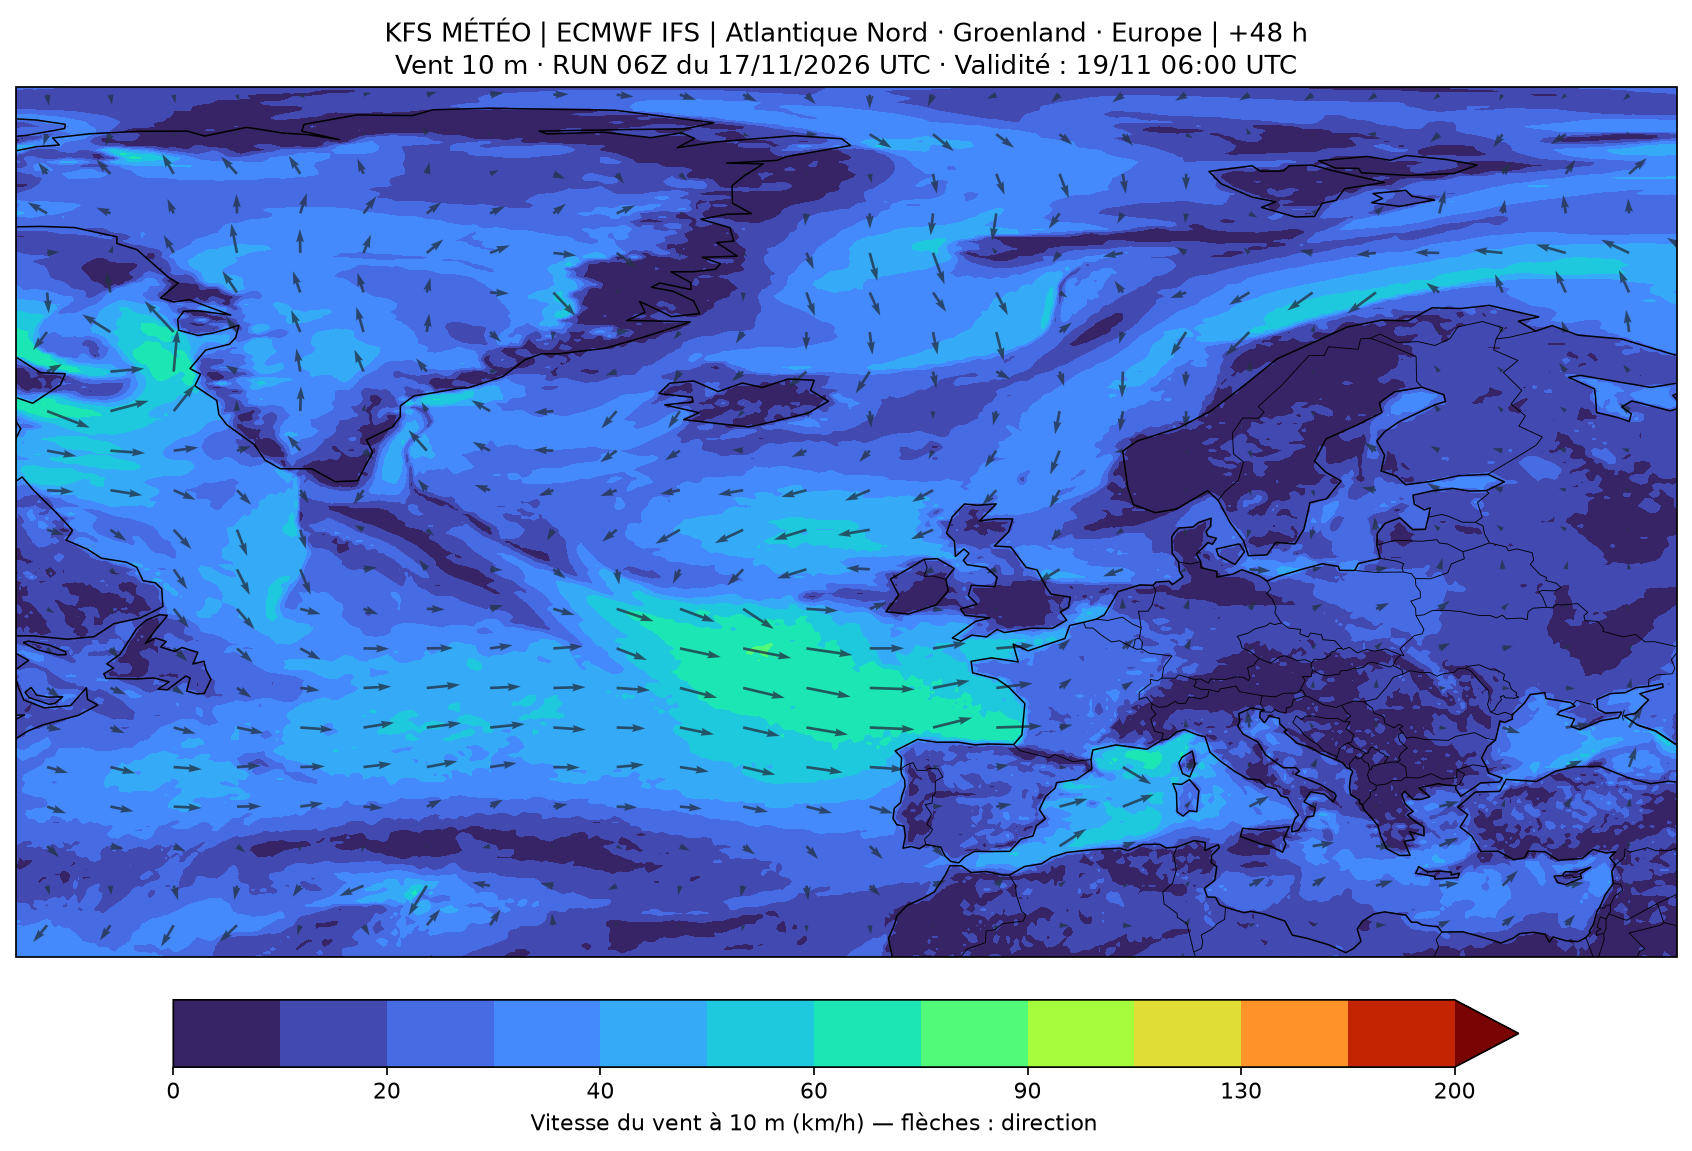 KFS MÉTÉO | ECMWF IFS | Atlantique Nord · Groenland · Europe | +48 h
Vent 10 m · RUN 06Z du 17/11/2026 UTC · Validité : 19/11 06:00 UTC
0 20 40 60 90 130 200
Vitesse du vent à 10 m (km/h) — flèches : direction